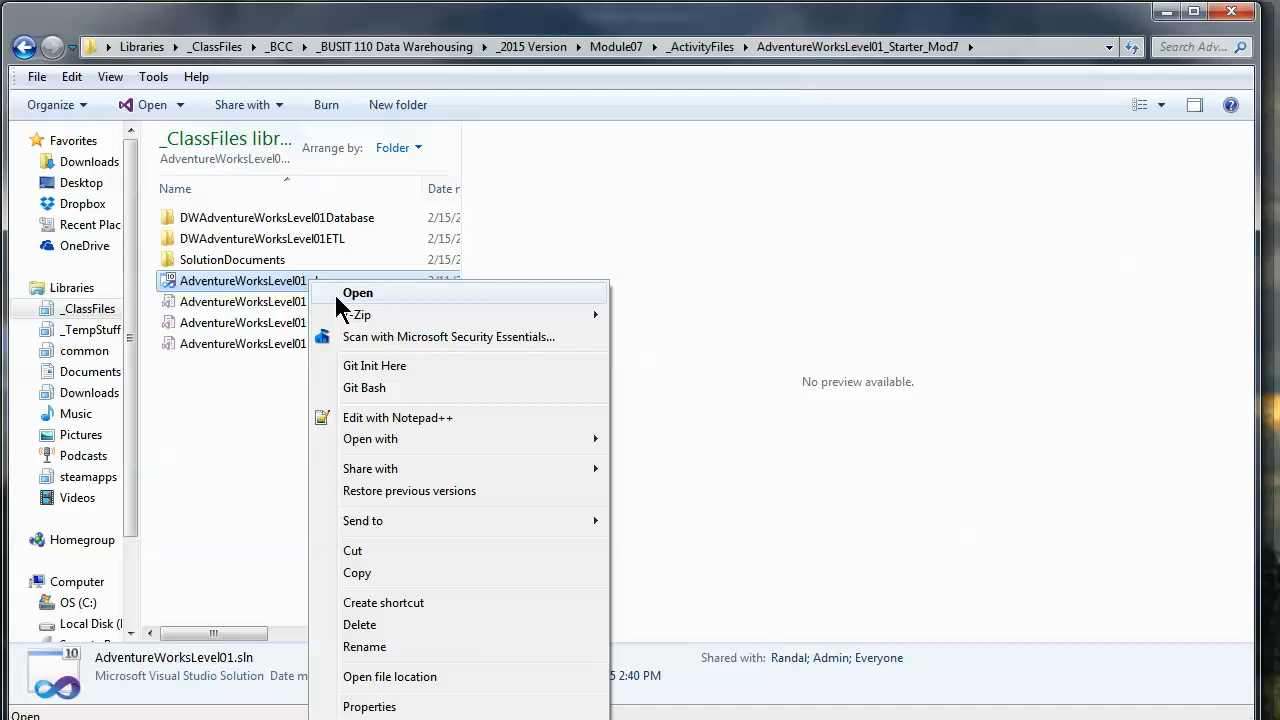 Libraries _ClassFiles _BCC _BUSIT 110 Data Warehousing _2015 Version Module07 _ActivityFiles AdventureWorksLevel01_Starter_Mod7 Search Adv...
File Edit View Tools Help
Organize Open Share with Burn New folder
Favorites
Downloads
Desktop
Dropbox
Recent Plac
OneDrive
Libraries
_ClassFiles
_TempStuff
common
Documents
Downloads
Music
Pictures
Podcasts
steamapps
Videos
Homegroup
Computer
OS (C:)
Local Disk (
_ClassFiles libr...
AdventureWorksL0...
Arrange by: Folder
Name Date m
DWAdventureWorksLevel01Database 2/15/2
DWAdventureWorksLevel01ETL 2/15/2
SolutionDocuments 2/15/2
AdventureWorksLevel01
AdventureWorksLevel01
AdventureWorksLevel01
AdventureWorksLevel01
Open
-Zip
Scan with Microsoft Security Essentials...
Git Init Here
Git Bash
Edit with Notepad++
Open with
Share with
Restore previous versions
Send to
Cut
Copy
Create shortcut
Delete
Rename
Open file location
Properties
No preview available.
10
AdventureWorksLevel01.sln
Microsoft Visual Studio Solution Date m
5 2:40 PM
Shared with: Randal; Admin; Everyone
Open